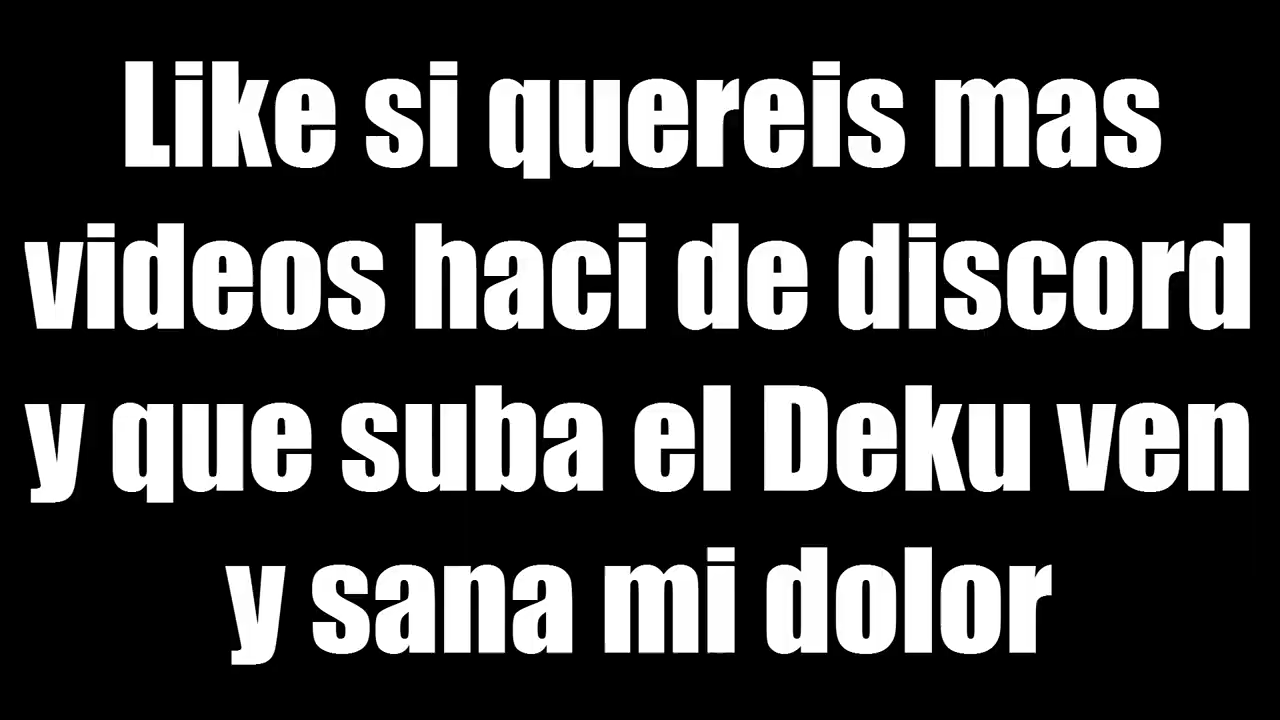 Like si quereis mas
videos haci de discord
y que suba el Deku ven
y sana mi dolor